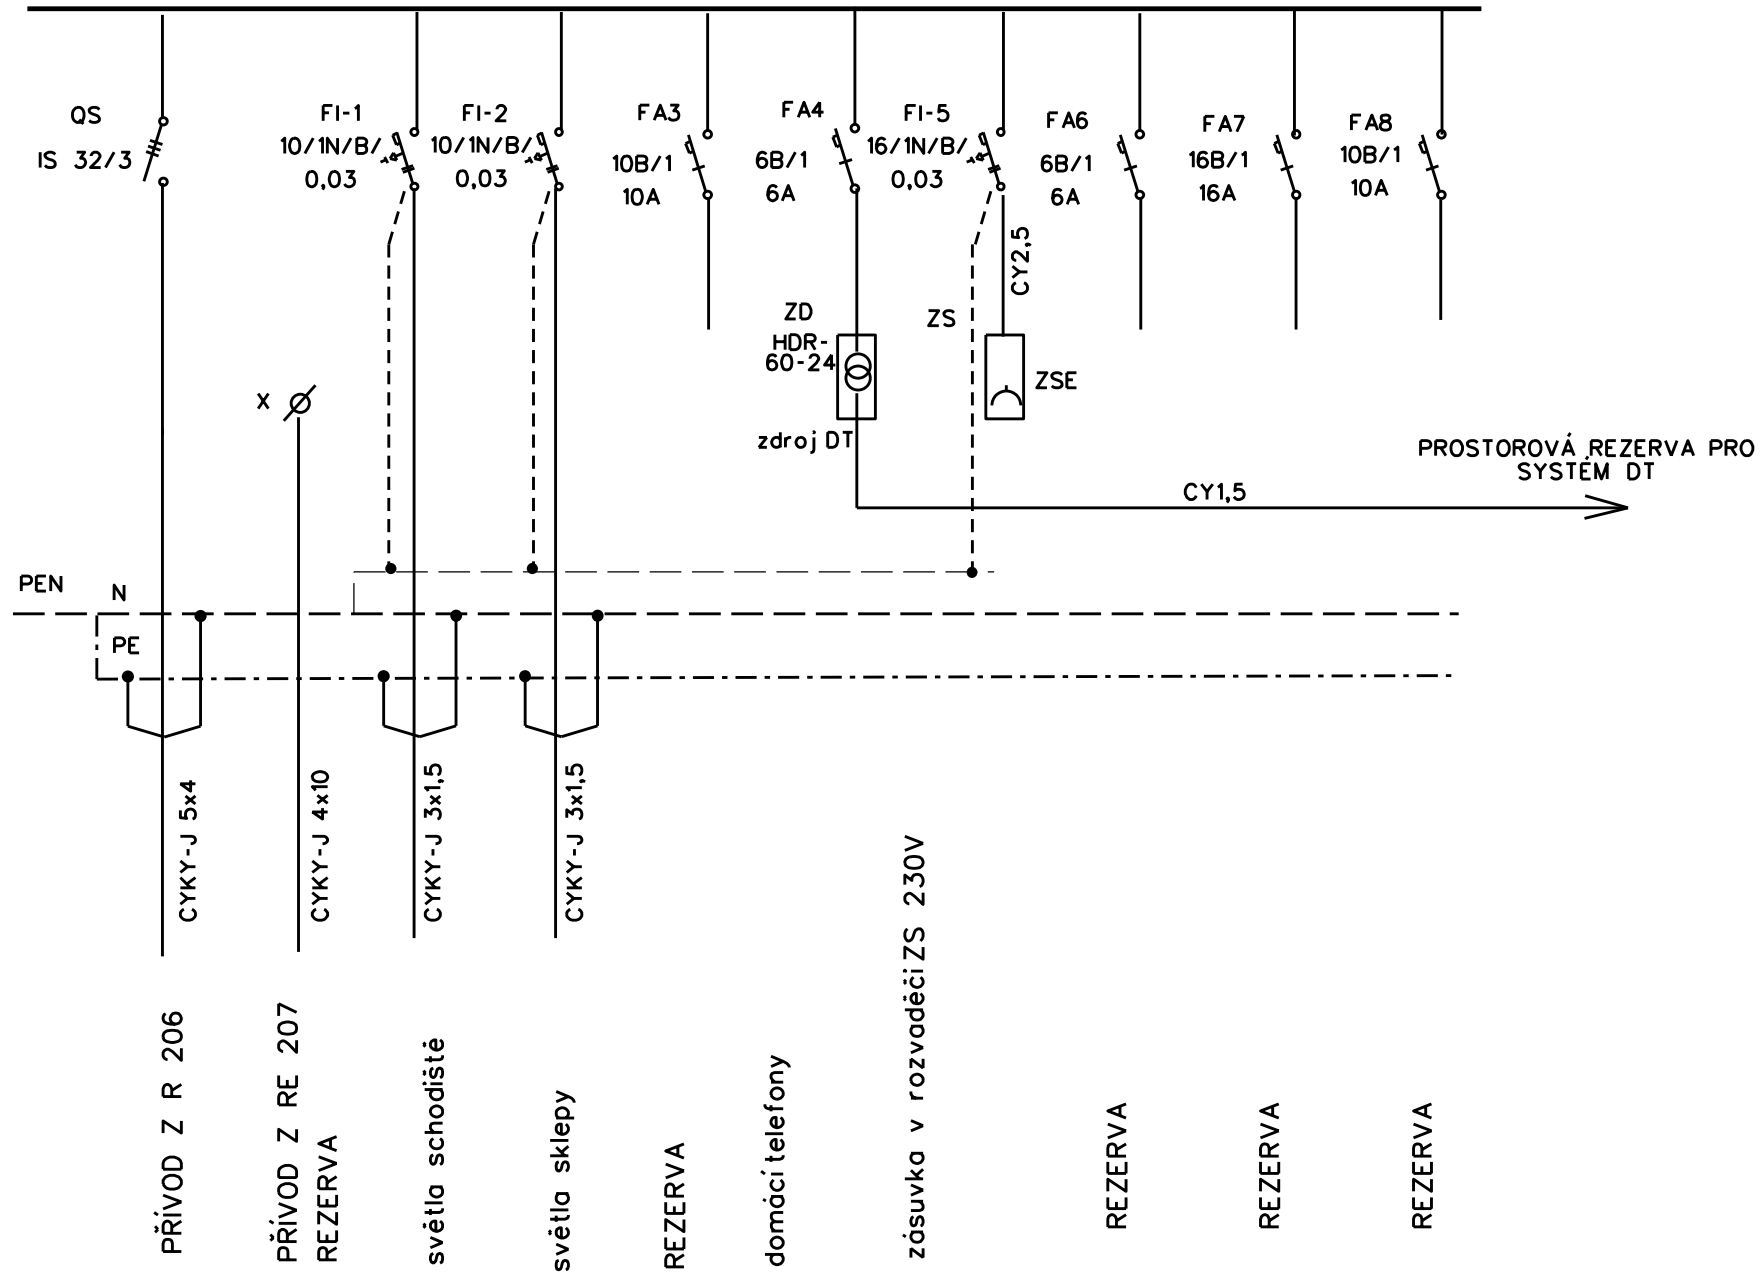 QS
IS 32/3
FI-1
10/1N/B/
0,03
FI-2
10/1N/B/
0,03
FA3
10B/1
10A
FA4
6B/1
6A
FI-5
16/1N/B/
0,03
FA6
6B/1
6A
FA7
16B/1
16A
FA8
10B/1
10A
CY2,5
ZD
HDR-
60-24
zdroj DT
ZS
ZSE
X
PROSTOROVÁ REZERVA PRO
SYSTÉM DT
CY1,5
PEN
N
PE
CYKY-J 5x4
CYKY-J 4x10
CYKY-J 3x1,5
CYKY-J 3x1,5
PŘÍVOD Z R 206
PŘÍVOD Z RE 207
REZERVA
světla schodiště
světla sklepy
REZERVA
domácí telefony
zásuvka v rozvaděči ZS 230V
REZERVA
REZERVA
REZERVA